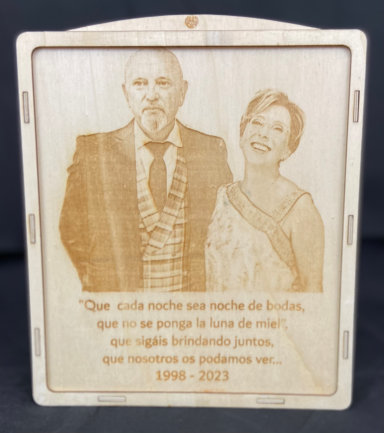 "Que cada noche sea noche de bodas,
que no se ponga la luna de miel",
que sigáis brindando juntos,
que nosotros os podamos ver...
1998 - 2023